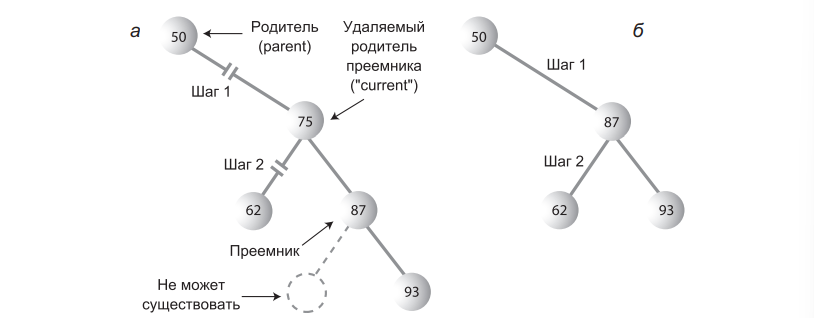 а
50
Родитель
(parent)
Удаляемый
родитель
преемника
("current")
Шаг 1
75
Шаг 2
62
87
Преемник
Не может
существовать
93
б
50
Шаг 1
87
Шаг 2
62
93